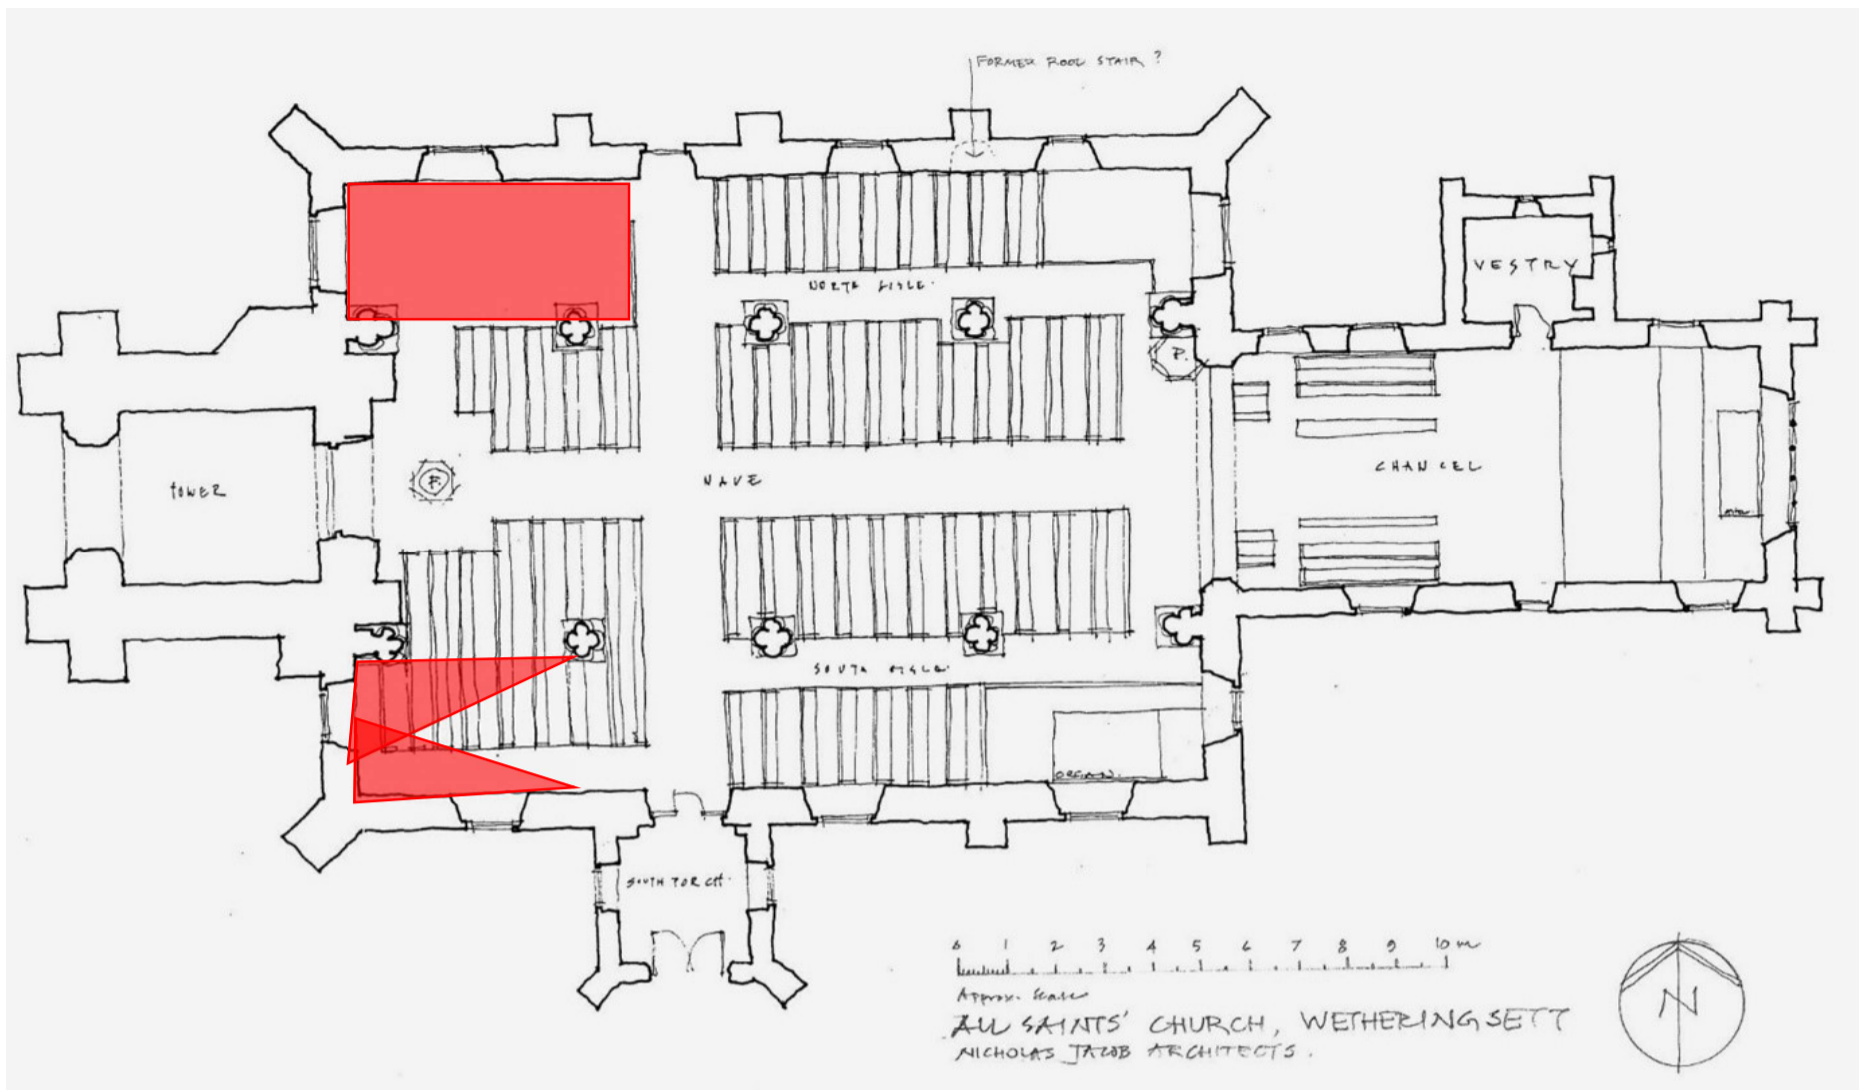 FORMER ROOD STAIR ?
VESTRY
NORTH AISLE.
P.
CHANCEL
NAVE
TOWER
F.
SOUTH AISLE.
ORGAN.
SOUTH PORCH.
0 1 2 3 4 5 6 7 8 9 10 m
Approx. Scale
ALL SAINTS' CHURCH, WETHERINGSETT
NICHOLAS JACOB ARCHITECTS.
N